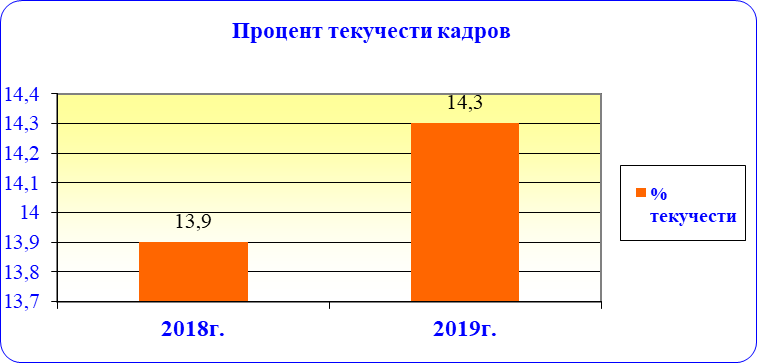 Процент текучести кадров
14,4
14,3
14,2
14,1
14
13,9
13,8
13,7
13,9
14,3
2018г.
2019г.
%
текучести